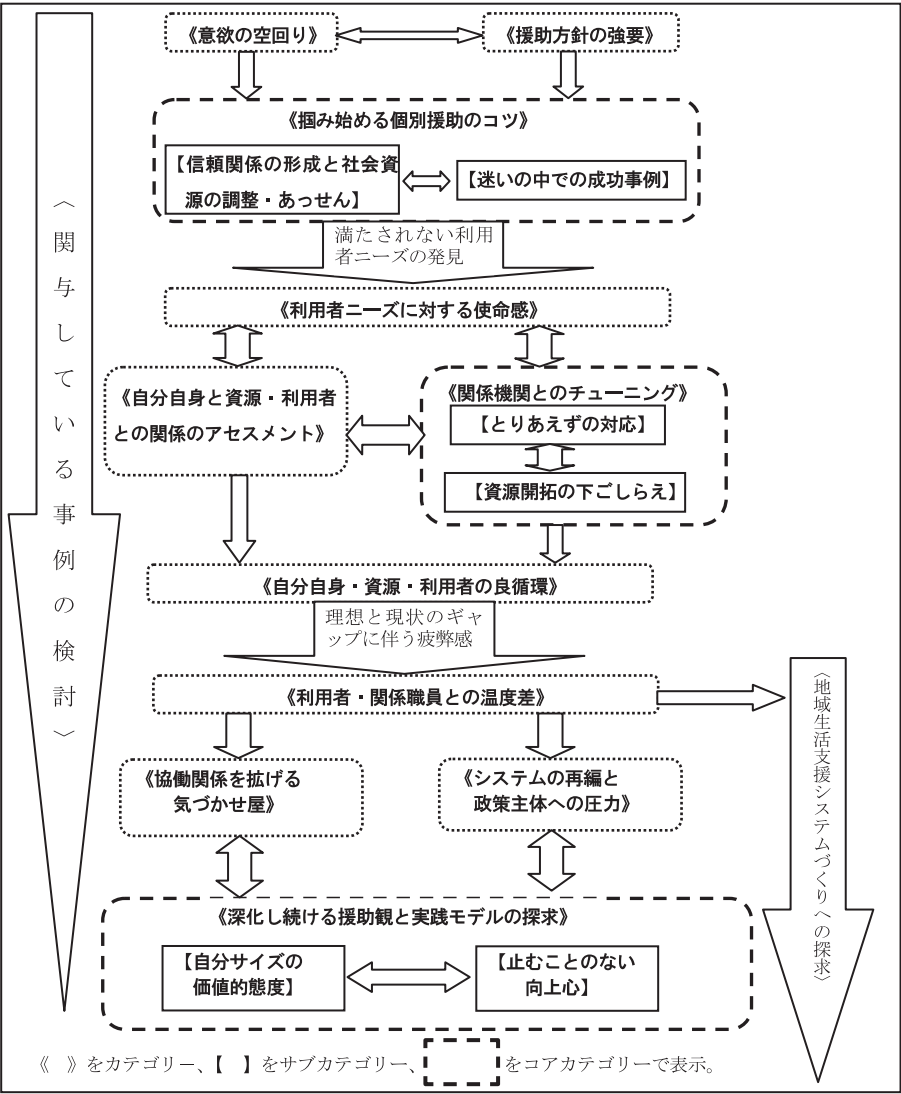 《意欲の空回り》
《援助方針の強要》
《掴み始める個別援助のコツ》
【信頼関係の形成と社会資
源の調整・あっせん】
【迷いの中での成功事例】
満たされない利用
者ニーズの発見
《利用者ニーズに対する使命感》
《自分自身と資源・利用者
との関係のアセスメント》
《関係機関とのチューニング》
【とりあえずの対応】
【資源開拓の下ごしらえ】
《自分自身・資源・利用者の良循環》
理想と現状のギャ
ップに伴う疲弊感
《利用者・関係職員との温度差》
《協働関係を拡げる
気づかせ屋》
《システムの再編と
政策主体への圧力》
《深化し続ける援助観と実践モデルの探求》
【自分サイズの
価値的態度】
【止むことのない
向上心】
〈関与している事例の検討〉
〈地域生活支援システムづくりへの探求〉
《　》をカテゴリ－、【　】をサブカテゴリー、
をコアカテゴリーで表示。